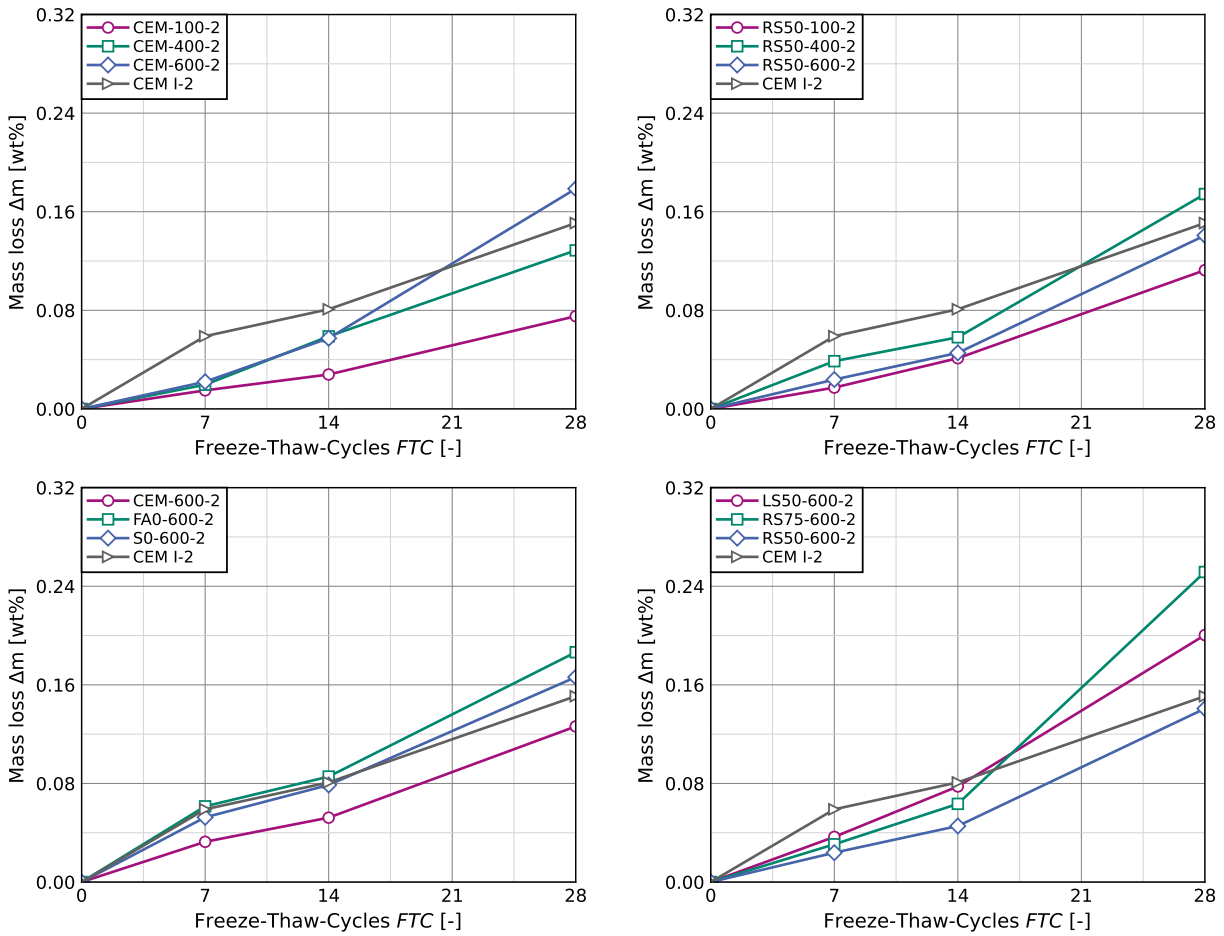 0.32
0.24
0.16
0.08
0.00
Mass loss Δm [wt%]
CEM-100-2
CEM-400-2
CEM-600-2
CEM I-2
0 7 14 21 28
Freeze-Thaw-Cycles FTC [-]
0.32
0.24
0.16
0.08
0.00
Mass loss Δm [wt%]
RS50-100-2
RS50-400-2
RS50-600-2
CEM I-2
0 7 14 21 28
Freeze-Thaw-Cycles FTC [-]
0.32
0.24
0.16
0.08
0.00
Mass loss Δm [wt%]
CEM-600-2
FA0-600-2
S0-600-2
CEM I-2
0 7 14 21 28
Freeze-Thaw-Cycles FTC [-]
0.32
0.24
0.16
0.08
0.00
Mass loss Δm [wt%]
LS50-600-2
RS75-600-2
RS50-600-2
CEM I-2
0 7 14 21 28
Freeze-Thaw-Cycles FTC [-]